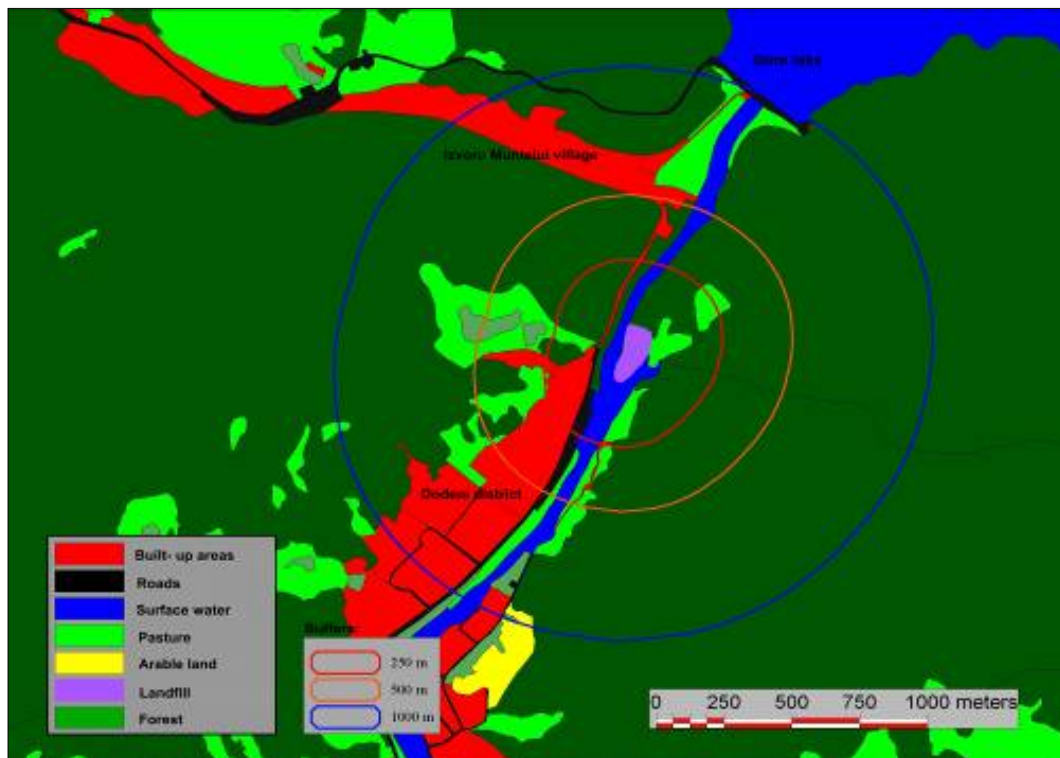 Izvoru Muntelui village
Dodeni district
Built- up areas
Roads
Surface water
Pasture
Arable land
Landfill
Forest
Buffers:
250 m
500 m
1000 m
0 250 500 750 1000 meters